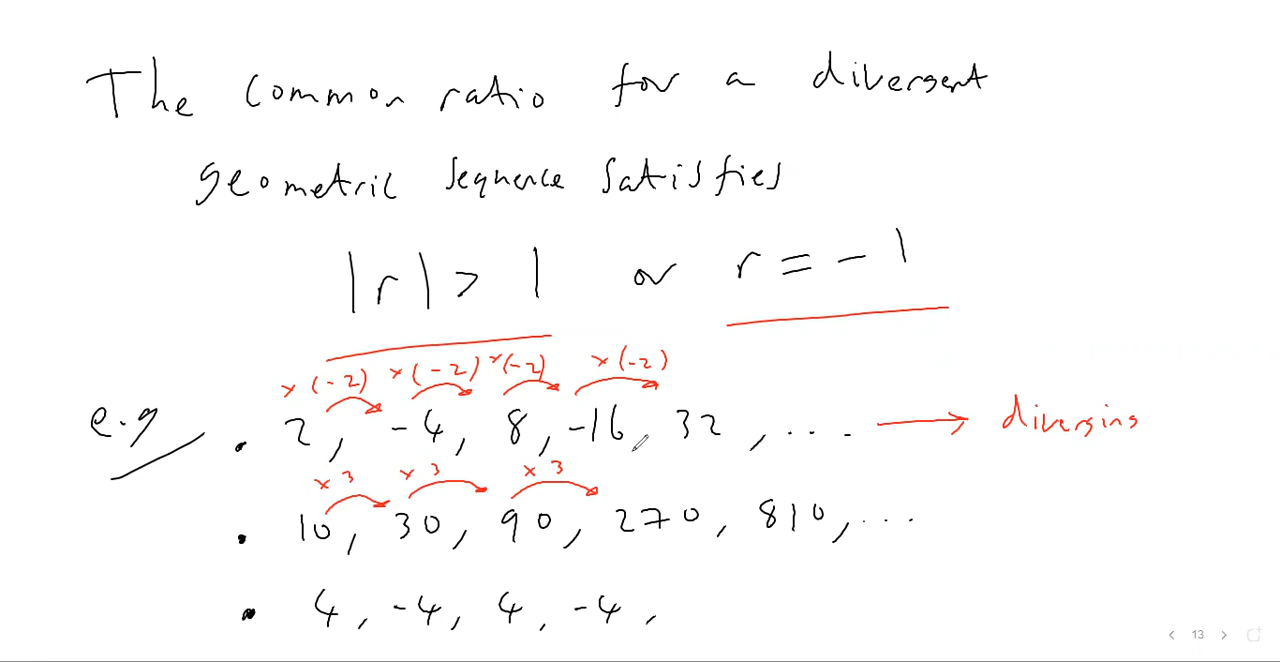 The common ratio for a divergent
geometric sequence satisfies
|r| > 1 or r = -1
×(-2) ×(-2) ×(-2) ×(-2)
e.g • 2, -4, 8, -16, 32, ... → diverging
×3 ×3 ×3
• 10, 30, 90, 270, 810, ...
• 4, -4, 4, -4,
< 13 >